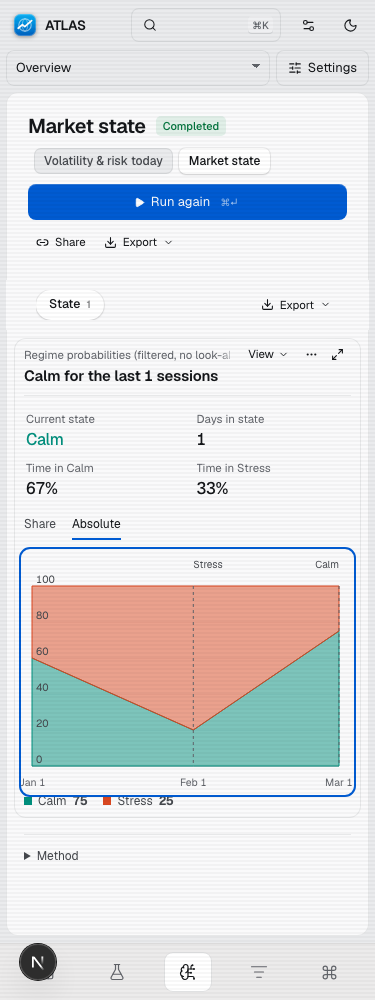 ATLAS
⌘K
Overview
Settings
Market state
Completed
Volatility & risk today
Market state
Run again ⌘↵
Share
Export
State 1
Export
Regime probabilities (filtered, no look-a
View
Calm for the last 1 sessions
Current state
Days in state
Calm
1
Time in Calm
Time in Stress
67%
33%
Share
Absolute
Stress
Calm
100
80
60
40
20
0
Jan 1
Feb 1
Mar 1
Calm 75
Stress 25
Method
N